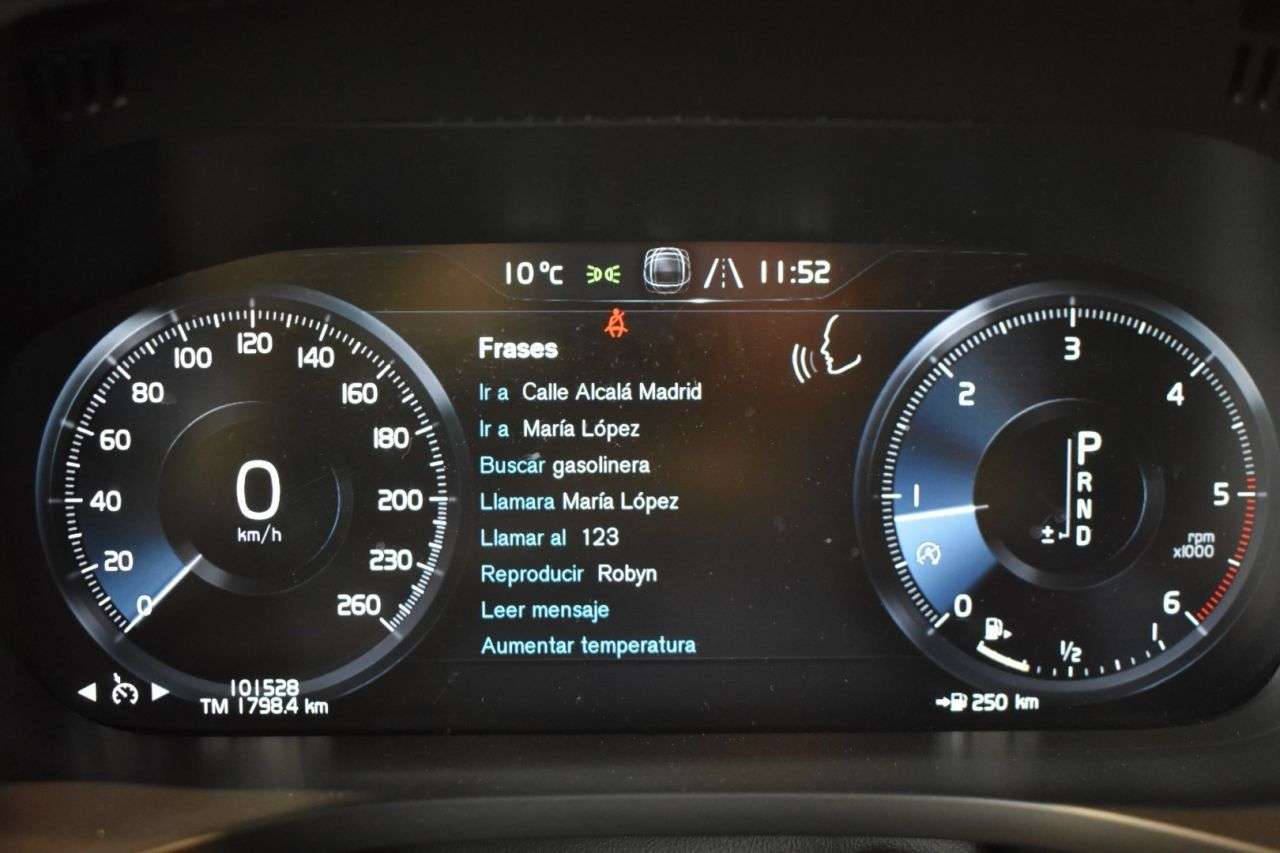 10°C 11:52
Frases
Ir a Calle Alcalá Madrid
Ir a María López
Buscar gasolinera
Llamara María López
Llamar al 123
Reproducir Robyn
Leer mensaje
Aumentar temperatura
0
20
40
60
80
100
120
140
160
180
200
230
260
0
km/h
101528
TM 1798.4 km
0
1
2
3
4
5
6
rpm
x1000
P
R
N
D
±
A
1/2
1
250 km